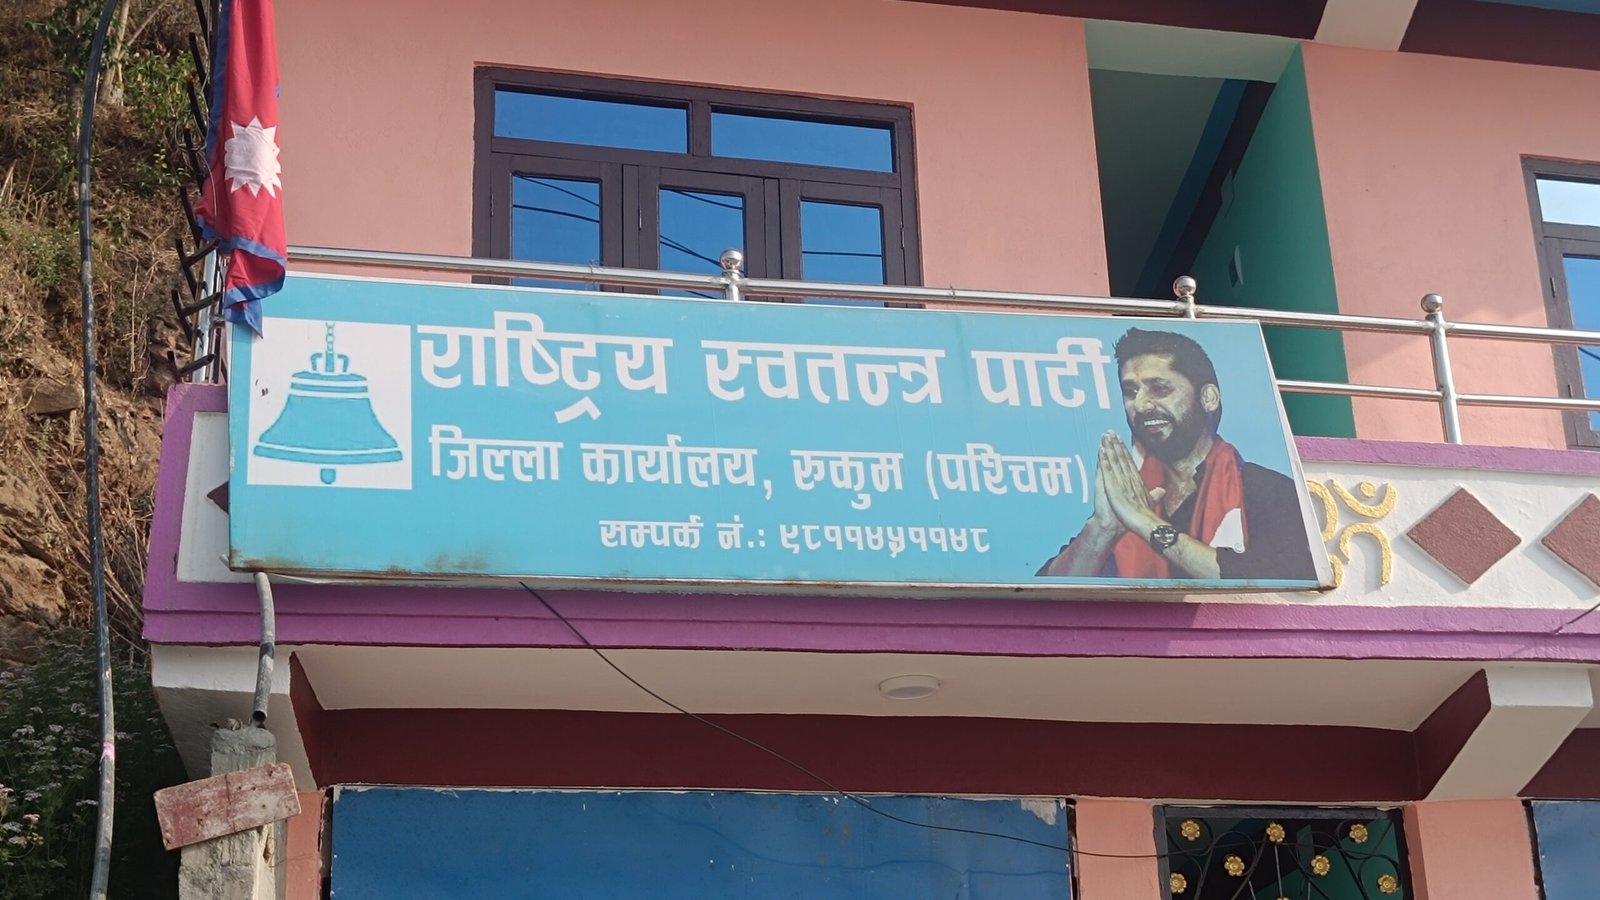 राष्ट्रिय स्वतन्त्र पार्टी
जिल्ला कार्यालय, रुकुम (पश्चिम)
सम्पर्क नं.: ९८११४५११४८
ॐ